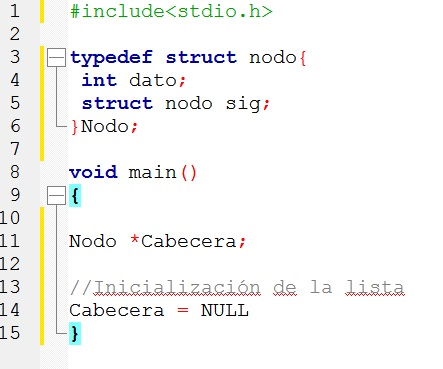 1 #include<stdio.h>
2
3 typedef struct nodo{
4 int dato;
5 struct nodo sig;
6 }Nodo;
7
8 void main()
9 {
10
11 Nodo *Cabecera;
12
13 //Inicialización de la lista
14 Cabecera = NULL
15 }